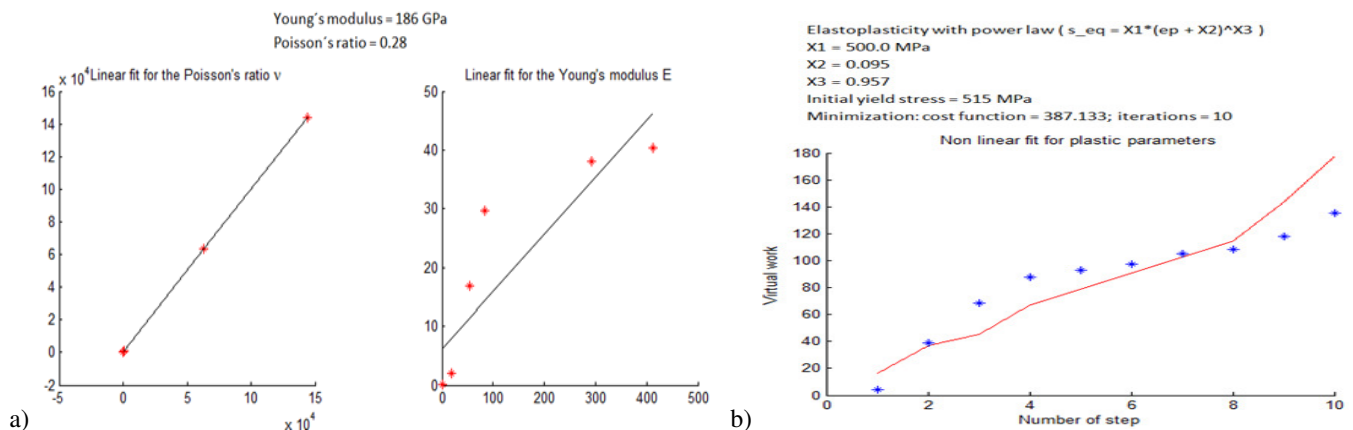 Young´s modulus = 186 GPa
Poisson´s ratio = 0.28
x 10^4 Linear fit for the Poisson's ratio ν
16
14
12
10
8
6
4
2
0
-2
-5 0 5 10 15
x 10^4
Linear fit for the Young's modulus E
50
40
30
20
10
0
0 100 200 300 400 500
a)
Elastoplasticity with power law ( s_eq = X1*(ep + X2)^X3 )
X1 = 500.0 MPa
X2 = 0.095
X3 = 0.957
Initial yield stress = 515 MPa
Minimization: cost function = 387.133; iterations = 10
Non linear fit for plastic parameters
180
160
140
120
100
80
60
40
20
0
Virtual work
0 2 4 6 8 10
Number of step
b)